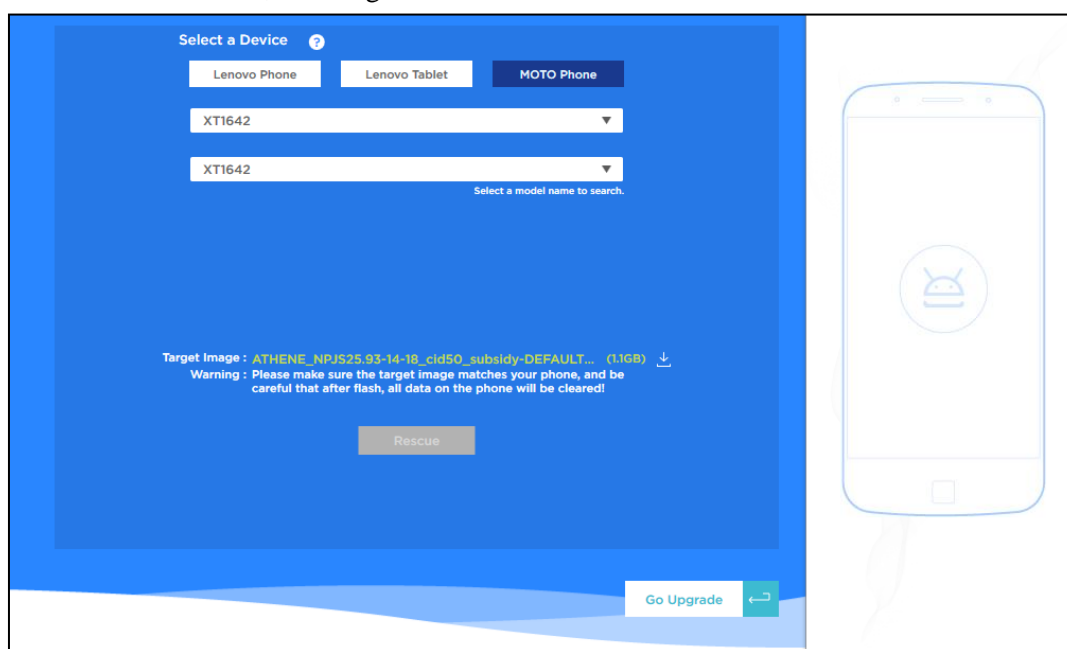 Select a Device ?
Lenovo Phone Lenovo Tablet MOTO Phone
XT1642
XT1642
Select a model name to search.
Target Image : ATHENE_NPJS25.93-14-18_cid50_subsidy-DEFAULT... (1.1GB)
Warning : Please make sure the target image matches your phone, and be
careful that after flash, all data on the phone will be cleared!
Rescue
Go Upgrade